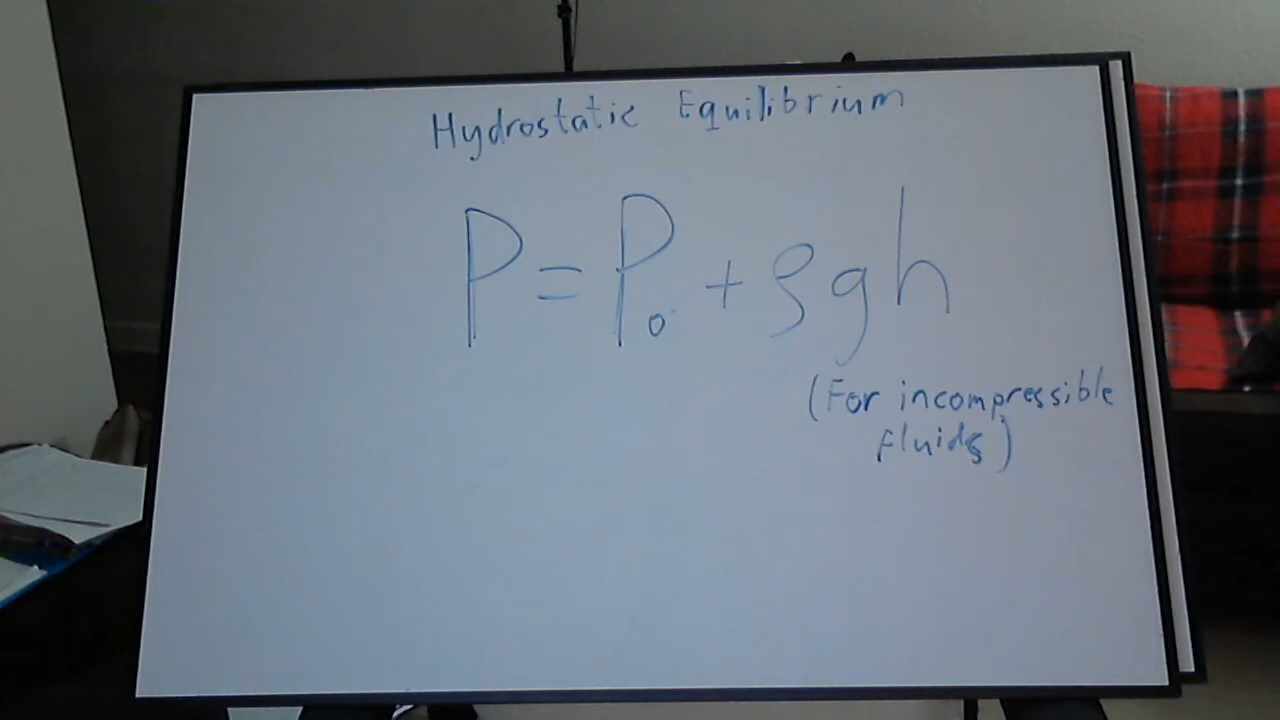 Hydrostatic Equilibrium
P = P₀ + ρgh
(For incompressible
fluids)